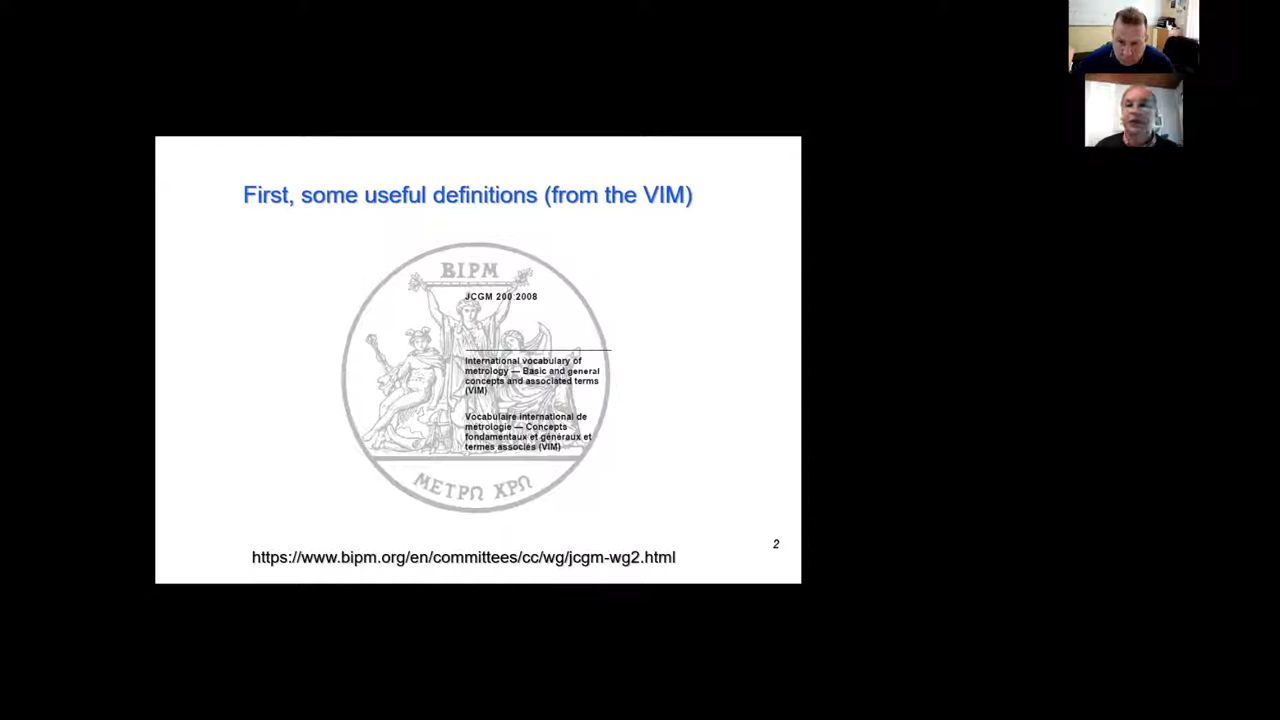 First, some useful definitions (from the VIM)
BIPM
JCGM 200:2008
International vocabulary of
metrology — Basic and general
concepts and associated terms
(VIM)
Vocabulaire international de
métrologie — Concepts
fondamentaux et généraux et
termes associés (VIM)
ΜΕΤΡΩ ΧΡΩ
2
https://www.bipm.org/en/committees/cc/wg/jcgm-wg2.html